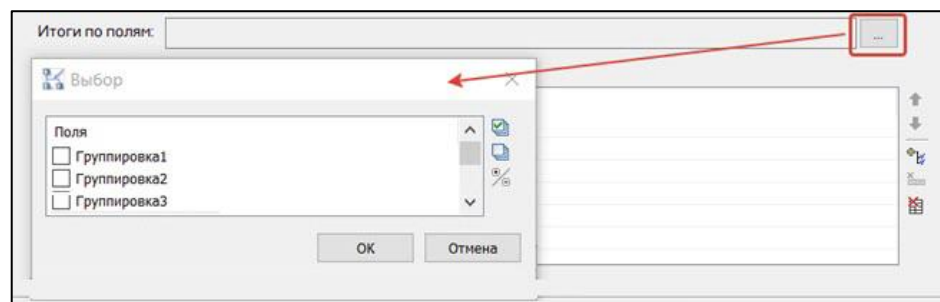 Итоги по полям:
...
Выбор
Поля
Группировка1
Группировка2
Группировка3
ОК
Отмена